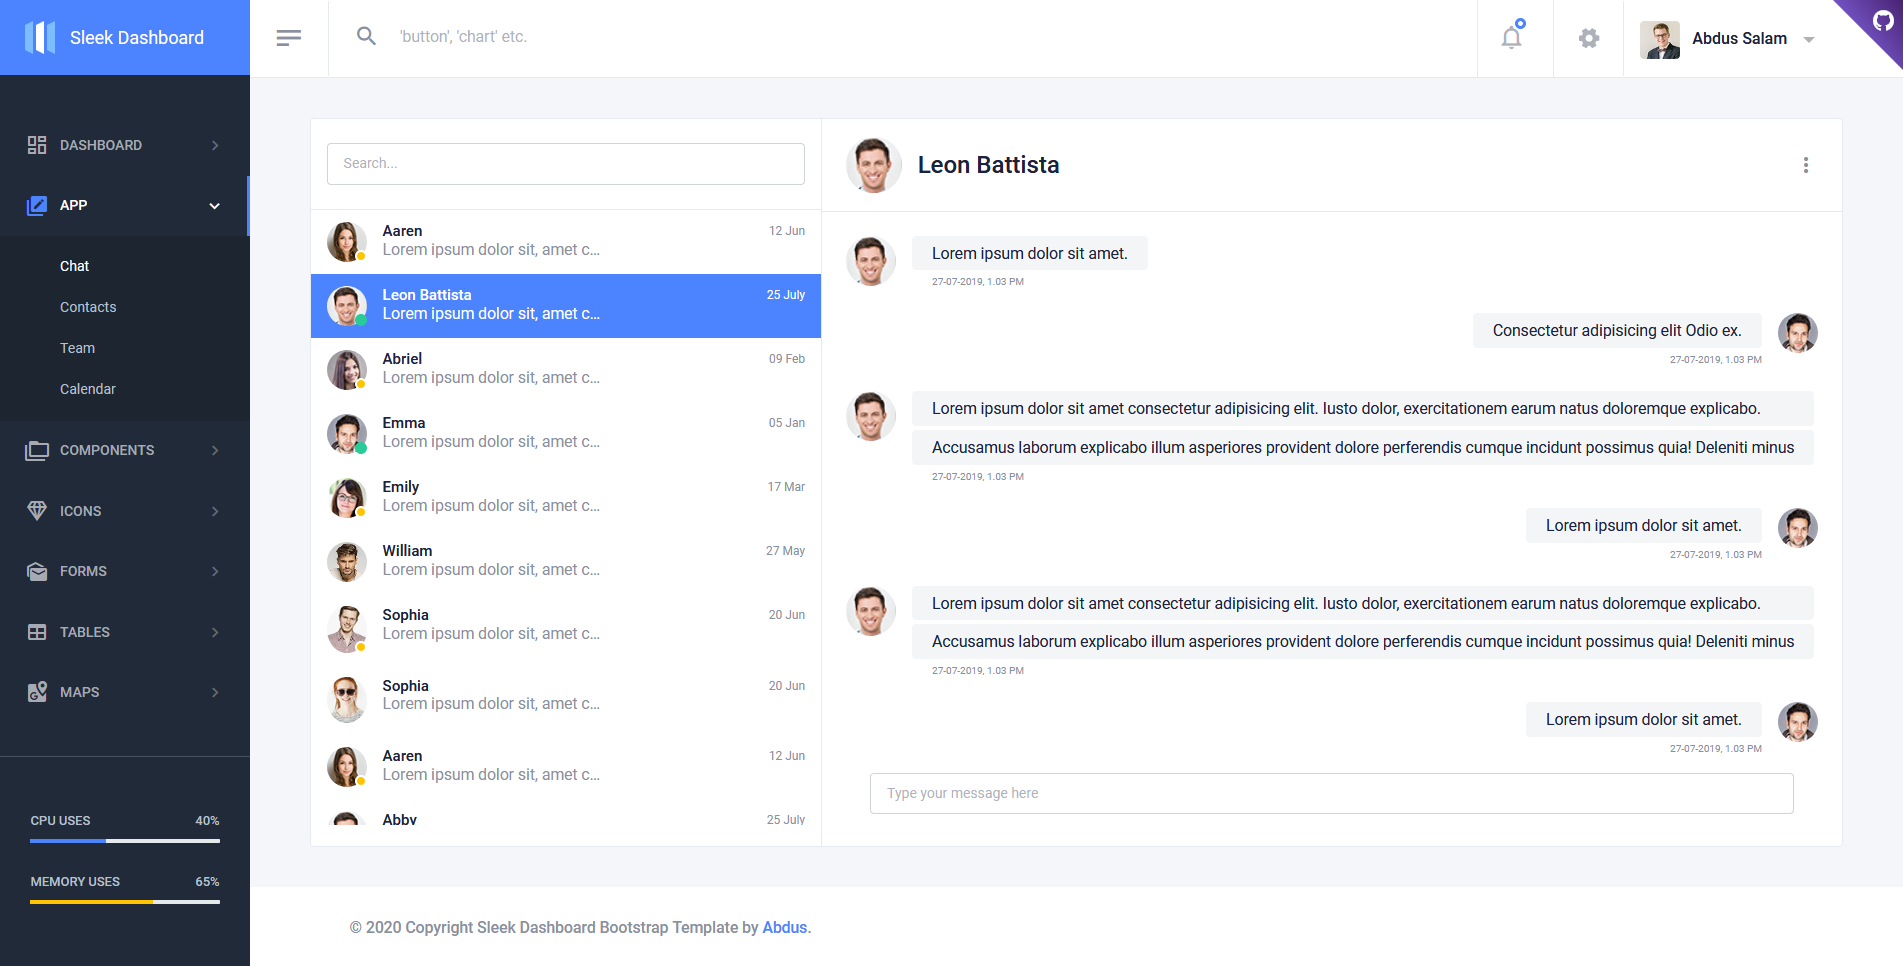 Sleek Dashboard
'button', 'chart' etc.
Abdus Salam
DASHBOARD
APP
Chat
Contacts
Team
Calendar
COMPONENTS
ICONS
FORMS
TABLES
MAPS
CPU USES 40%
MEMORY USES 65%
Search...
Aaren 12 Jun
Lorem ipsum dolor sit, amet c...
Leon Battista 25 July
Lorem ipsum dolor sit, amet c...
Abriel 09 Feb
Lorem ipsum dolor sit, amet c...
Emma 05 Jan
Lorem ipsum dolor sit, amet c...
Emily 17 Mar
Lorem ipsum dolor sit, amet c...
William 27 May
Lorem ipsum dolor sit, amet c...
Sophia 20 Jun
Lorem ipsum dolor sit, amet c...
Sophia 20 Jun
Lorem ipsum dolor sit, amet c...
Aaren 12 Jun
Lorem ipsum dolor sit, amet c...
Abby 25 July
Leon Battista
Lorem ipsum dolor sit amet.
27-07-2019, 1.03 PM
Consectetur adipisicing elit Odio ex.
27-07-2019, 1.03 PM
Lorem ipsum dolor sit amet consectetur adipisicing elit. Iusto dolor, exercitationem earum natus doloremque explicabo.
Accusamus laborum explicabo illum asperiores provident dolore perferendis cumque incidunt possimus quia! Deleniti minus
27-07-2019, 1.03 PM
Lorem ipsum dolor sit amet.
27-07-2019, 1.03 PM
Lorem ipsum dolor sit amet consectetur adipisicing elit. Iusto dolor, exercitationem earum natus doloremque explicabo.
Accusamus laborum explicabo illum asperiores provident dolore perferendis cumque incidunt possimus quia! Deleniti minus
27-07-2019, 1.03 PM
Lorem ipsum dolor sit amet.
27-07-2019, 1.03 PM
Type your message here
© 2020 Copyright Sleek Dashboard Bootstrap Template by Abdus.